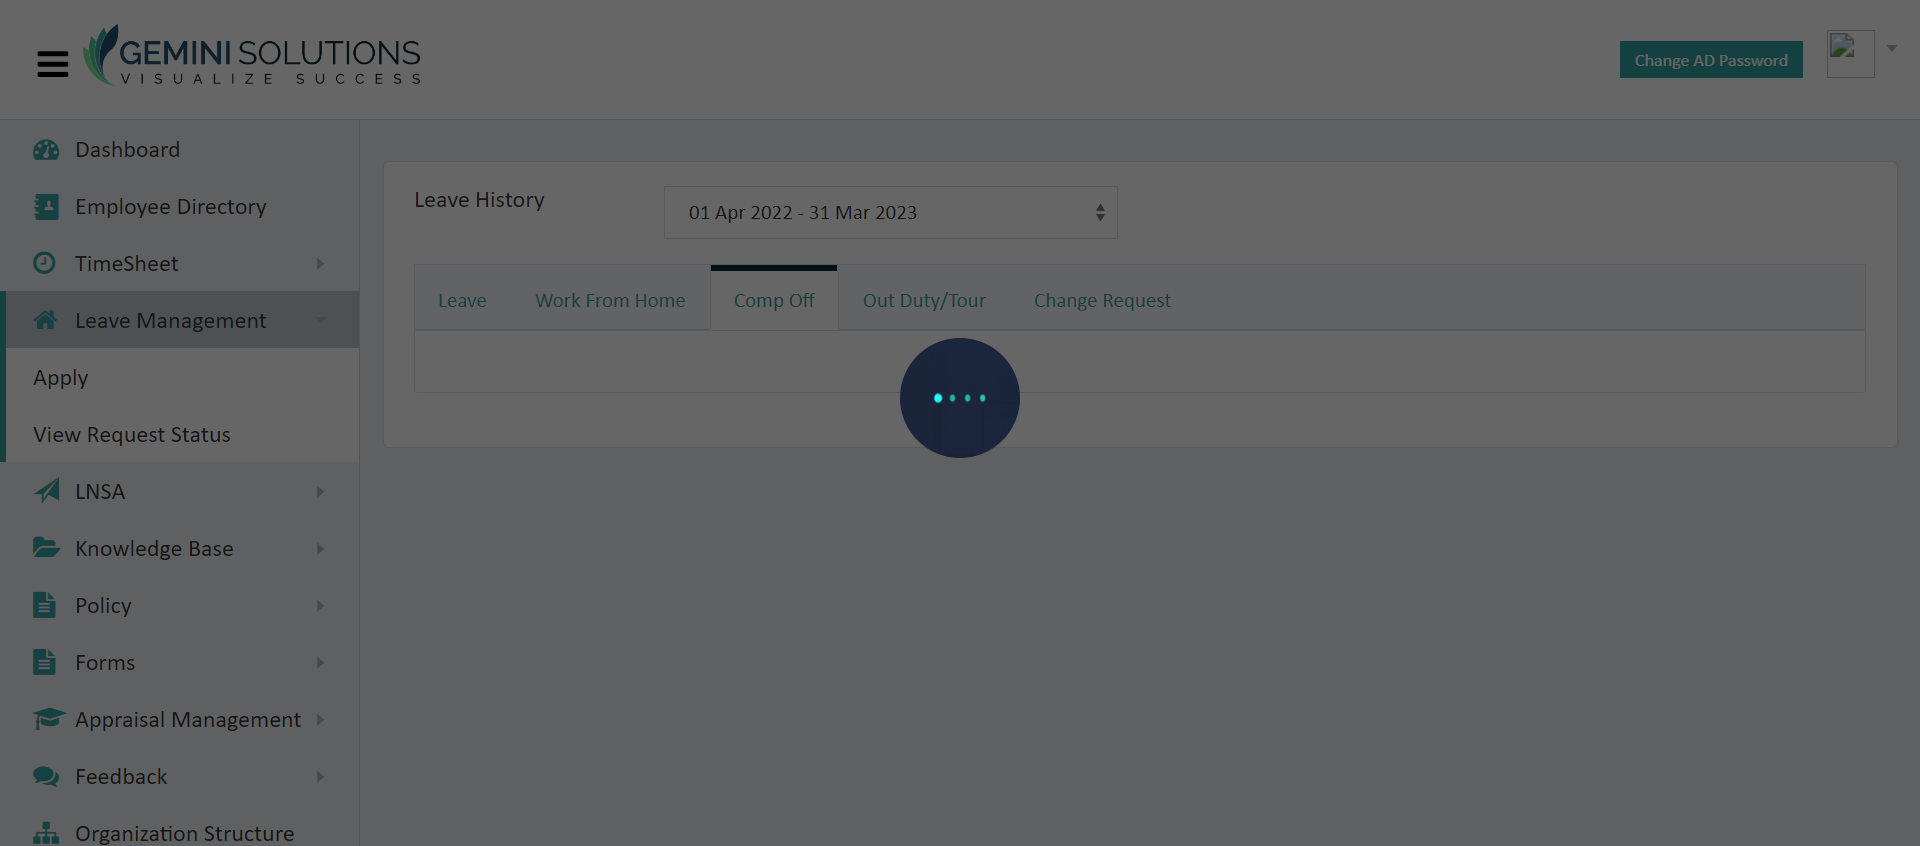 GEMINI SOLUTIONS
VISUALIZE SUCCESS
Change AD Password
Dashboard
Employee Directory
TimeSheet
Leave Management
Apply
View Request Status
LNSA
Knowledge Base
Policy
Forms
Appraisal Management
Feedback
Organization Structure
Leave History
01 Apr 2022 - 31 Mar 2023
Leave Work From Home Comp Off Out Duty/Tour Change Request